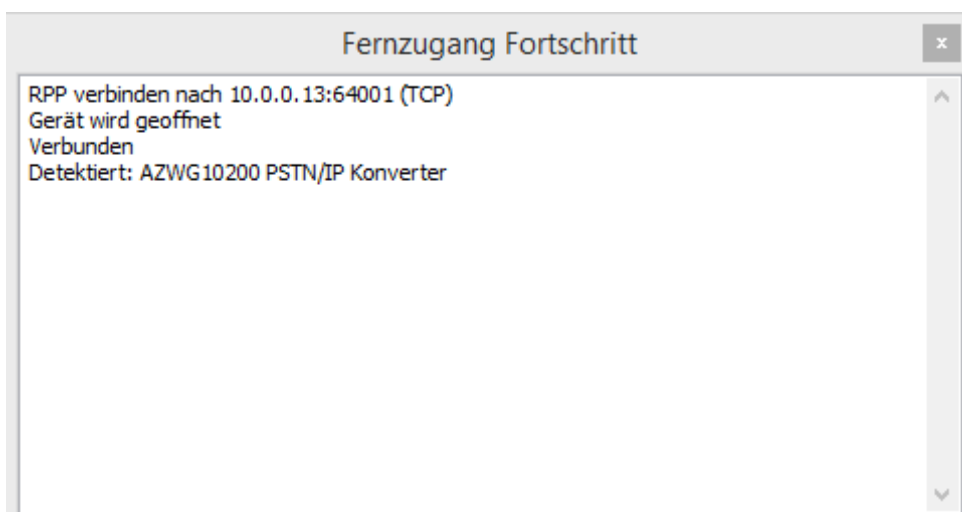 Fernzugang Fortschritt
x
RPP verbinden nach 10.0.0.13:64001 (TCP)
Gerät wird geoffnet
Verbunden
Detektiert: AZWG10200 PSTN/IP Konverter